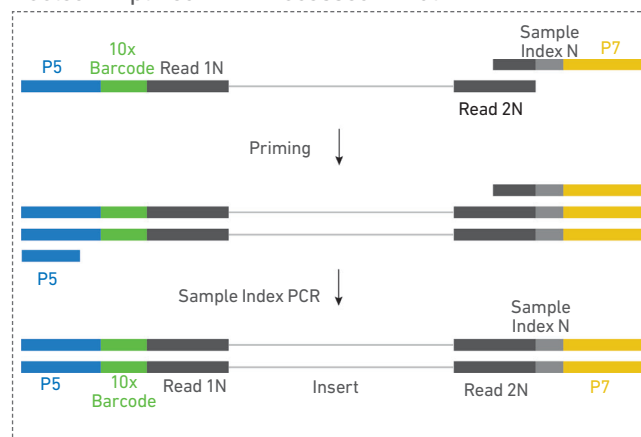 10x
Barcode
P5
Read 1N
Sample
Index N
P7
Read 2N
Priming
P5
Sample Index PCR
Sample
Index N
P5
10x
Barcode
Read 1N
Insert
Read 2N
P7